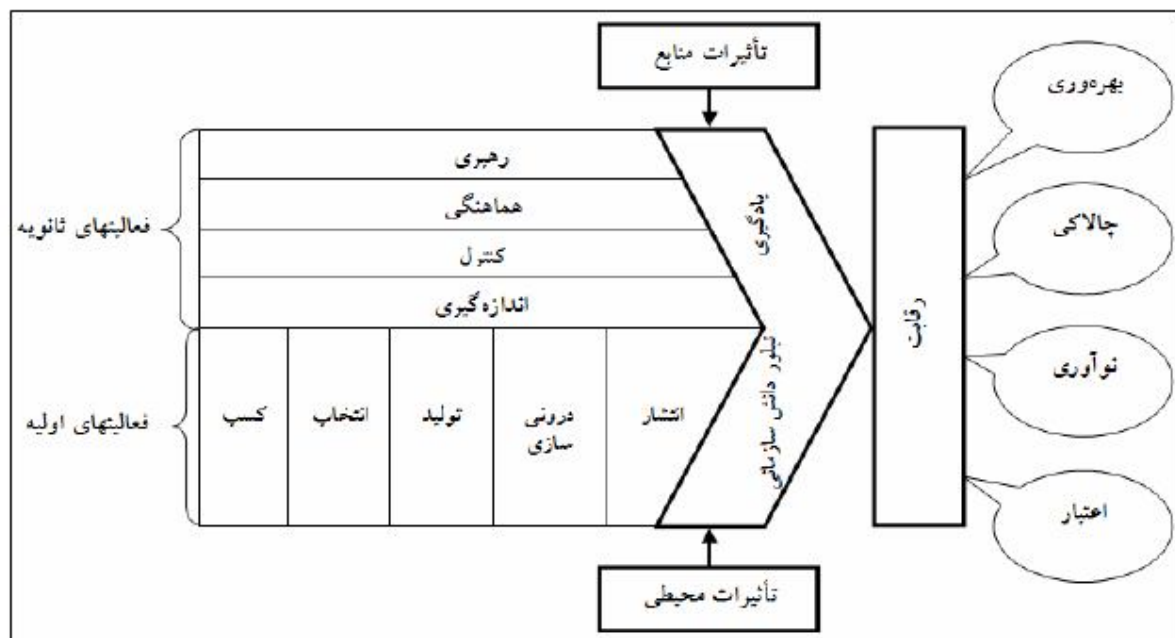 تأثیرات منابع
بهره‌وری
رهبری
هماهنگی
فعالیتهای ثانویه
کنترل
اندازه‌گیری
یادگیری
چالاکی
رقابت
نوآوری
کسب
انتخاب
تولید
درونی
سازی
انتشار
فعالیتهای اولیه
تبلور دانش سازمانی
اعتبار
تأثیرات محیطی